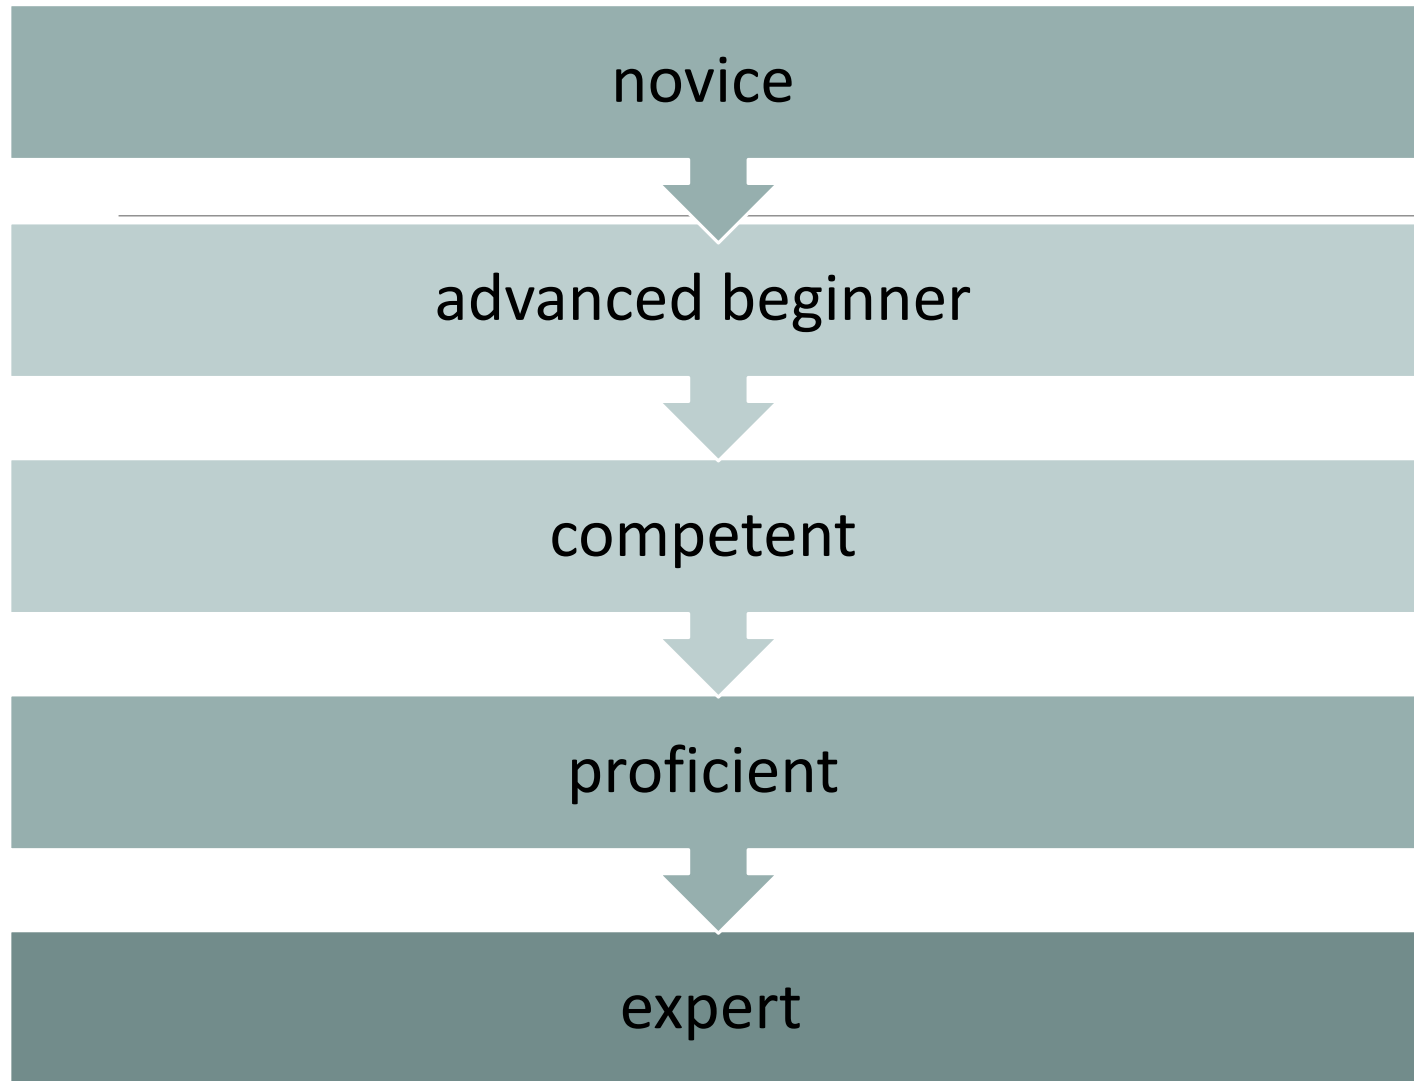 novice
advanced beginner
competent
proficient
expert